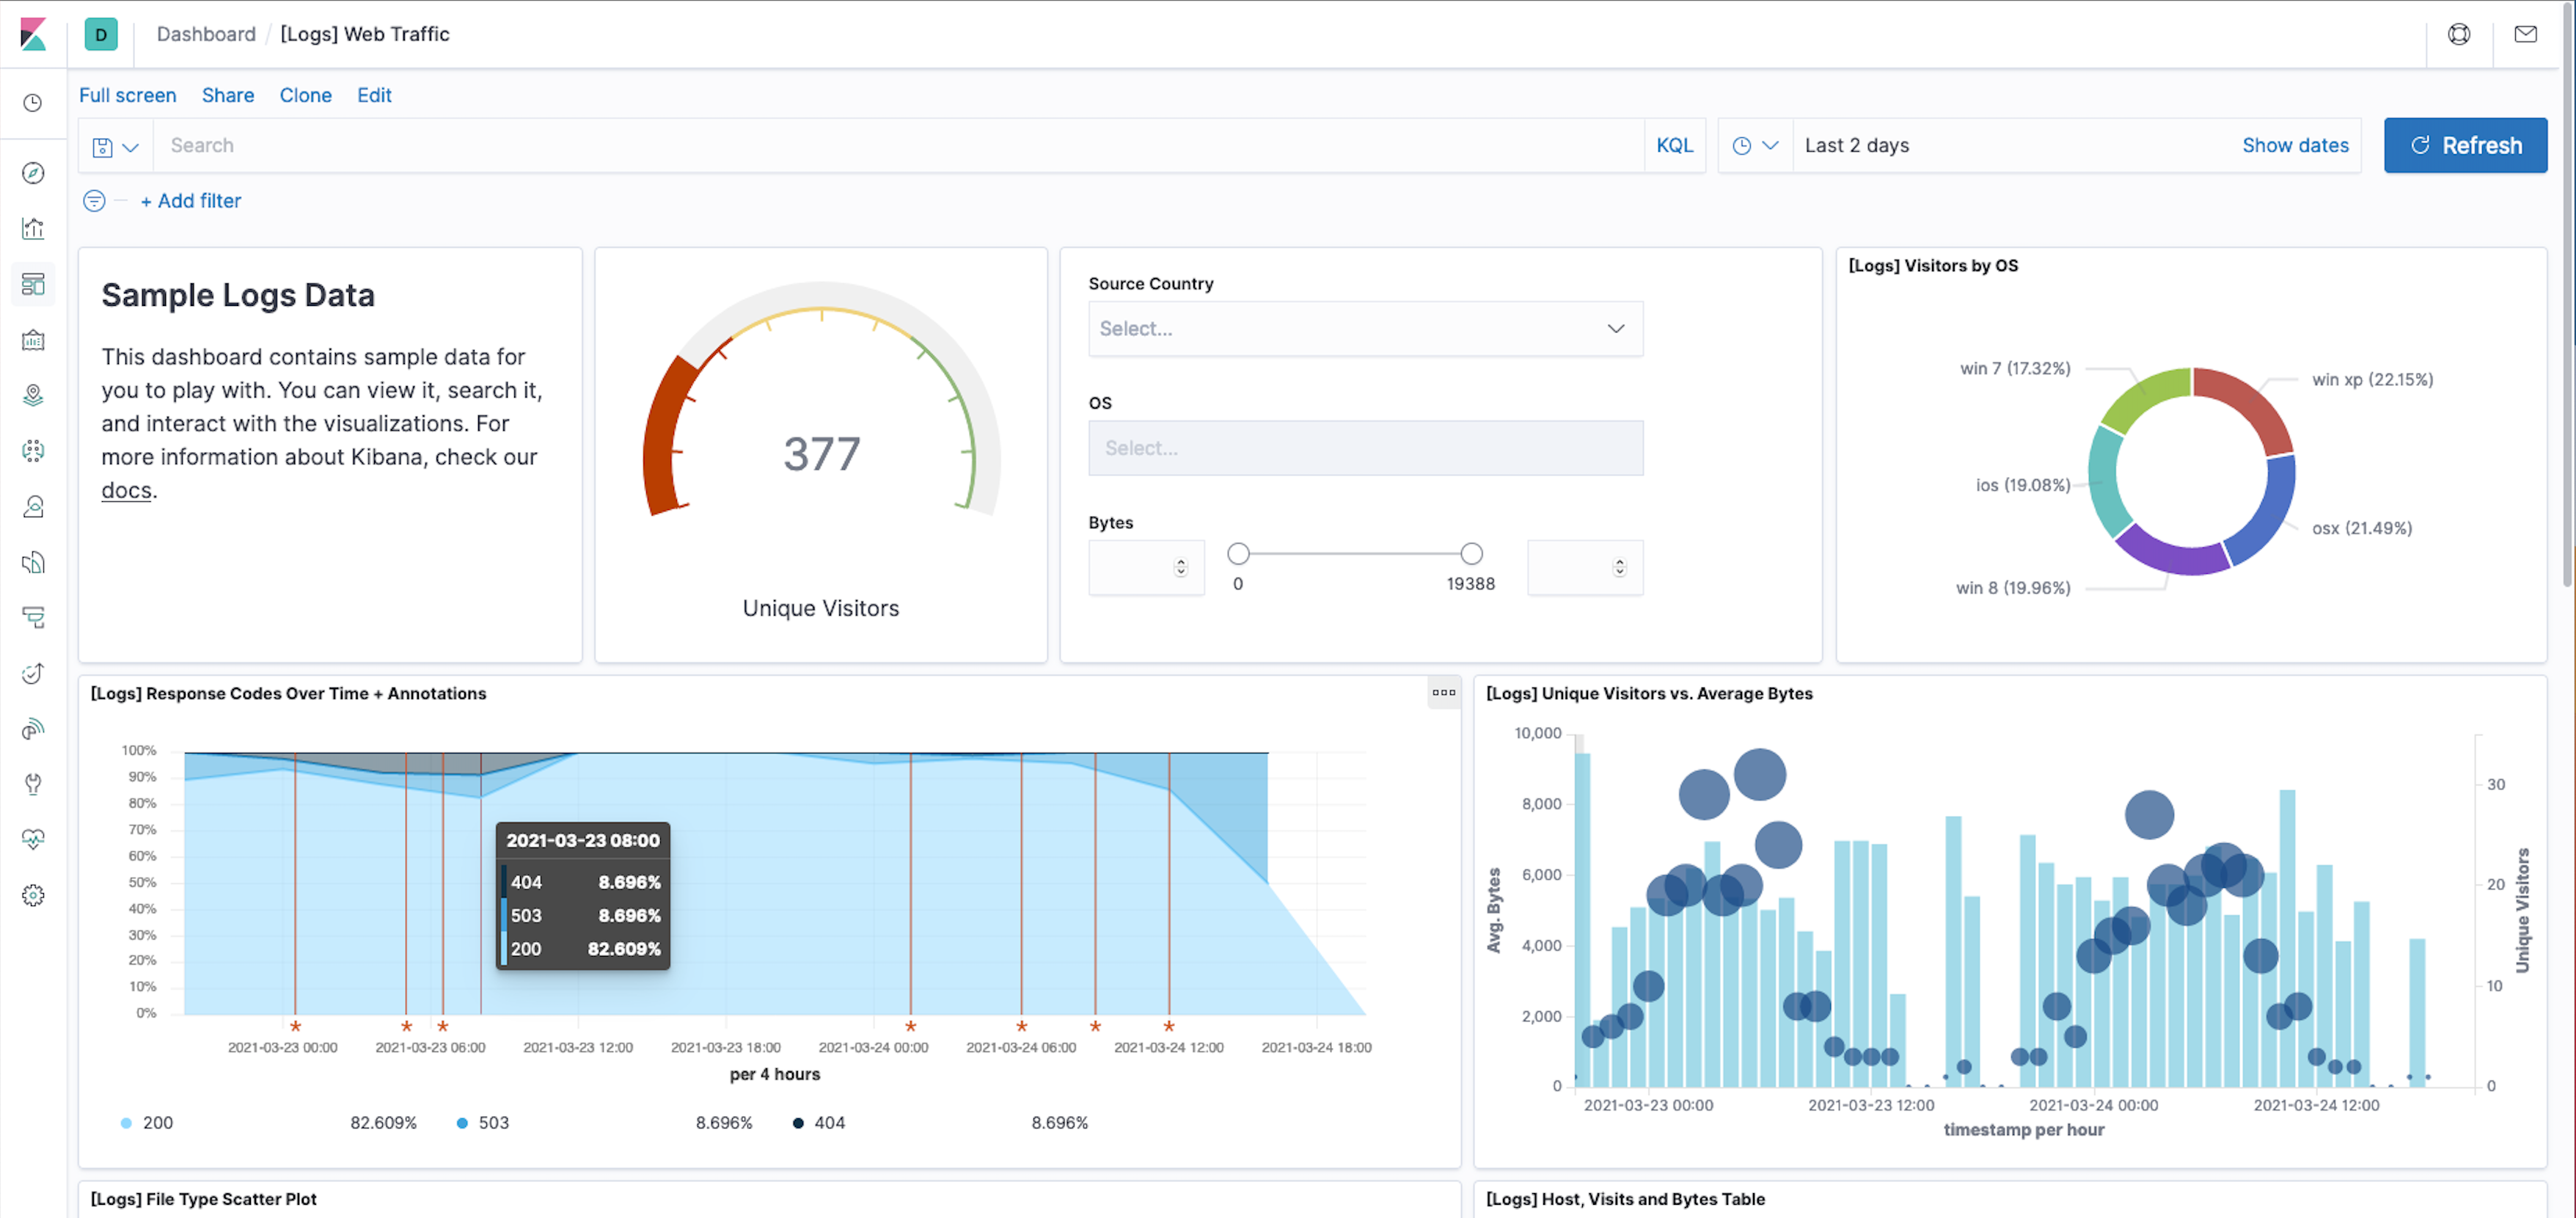 D Dashboard / [Logs] Web Traffic
Full screen Share Clone Edit
Search KQL Last 2 days Show dates Refresh
+ Add filter
Sample Logs Data
This dashboard contains sample data for
you to play with. You can view it, search it,
and interact with the visualizations. For
more information about Kibana, check our
docs.
377
Unique Visitors
Source Country
Select...
OS
Select...
Bytes
0 19388
[Logs] Visitors by OS
win 7 (17.32%)
win xp (22.15%)
ios (19.08%)
osx (21.49%)
win 8 (19.96%)
[Logs] Response Codes Over Time + Annotations
100%
90%
80%
70%
60%
50%
40%
30%
20%
10%
0%
2021-03-23 08:00
404 8.696%
503 8.696%
200 82.609%
* * * * * * *
2021-03-23 00:00 2021-03-23 06:00 2021-03-23 12:00 2021-03-23 18:00 2021-03-24 00:00 2021-03-24 06:00 2021-03-24 12:00 2021-03-24 18:00
per 4 hours
200 82.609% 503 8.696% 404 8.696%
[Logs] Unique Visitors vs. Average Bytes
10,000
8,000
6,000
4,000
2,000
0
Avg. Bytes
30
20
10
0
Unique Visitors
2021-03-23 00:00 2021-03-23 12:00 2021-03-24 00:00 2021-03-24 12:00
timestamp per hour
[Logs] File Type Scatter Plot
[Logs] Host, Visits and Bytes Table